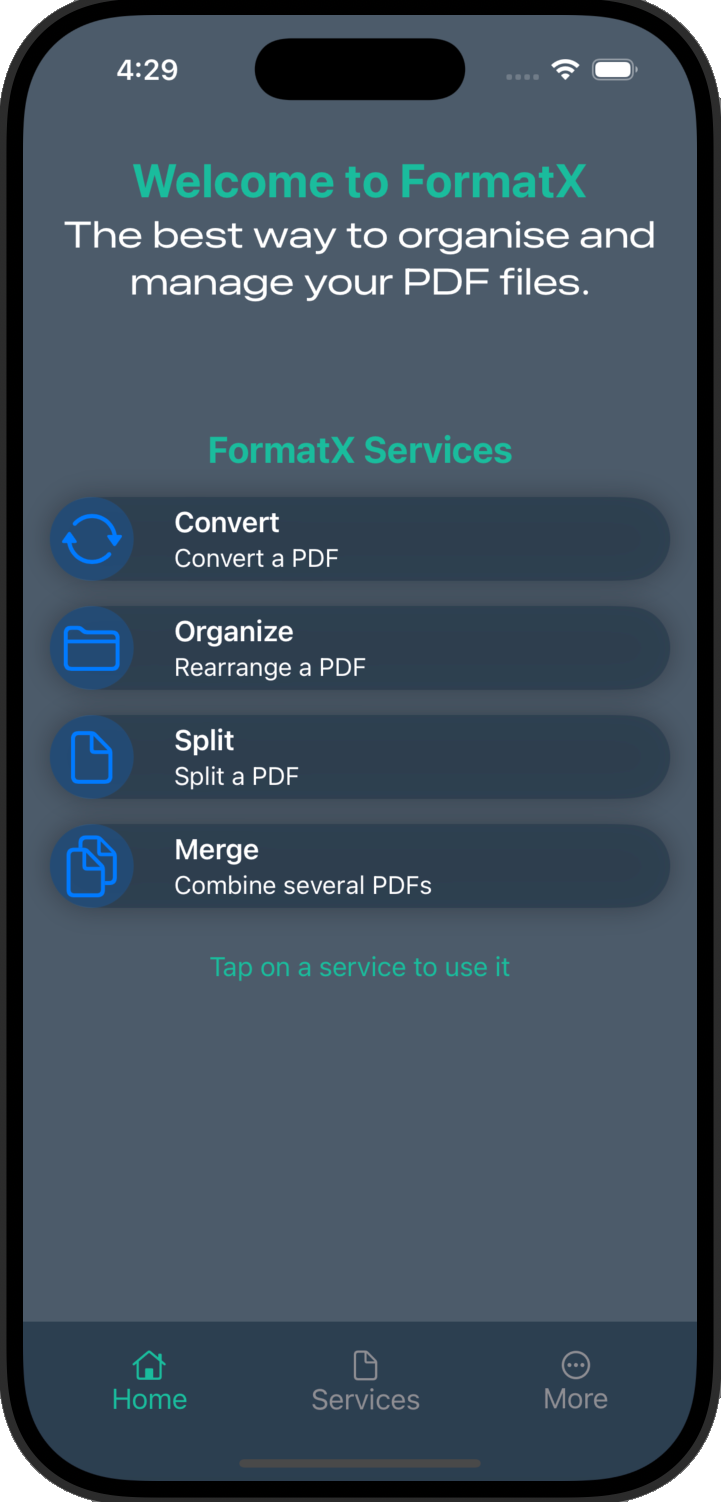 4:29
Welcome to FormatX
The best way to organise and
manage your PDF files.
FormatX Services
Convert
Convert a PDF
Organize
Rearrange a PDF
Split
Split a PDF
Merge
Combine several PDFs
Tap on a service to use it
Home
Services
More